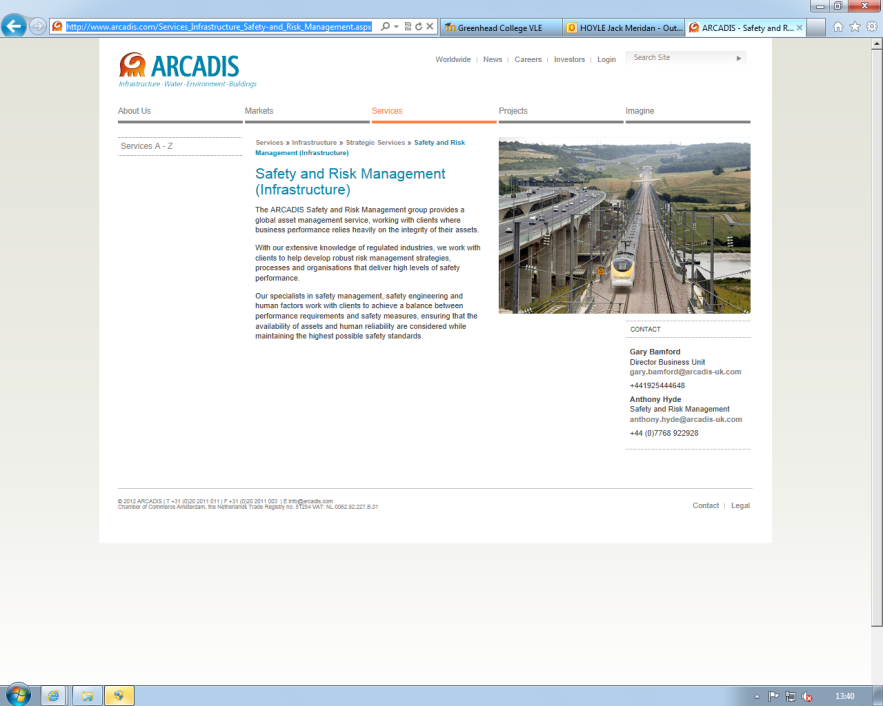 http://www.arcadis.com/Services_Infrastructure_Safety-and-Risk_Management.aspx
Greenhead College VLE
HOYLE Jack Meridan - Out...
ARCADIS - Safety and R...
ARCADIS
Infrastructure · Water · Environment · Buildings
Worldwide | News | Careers | Investors | Login
Search Site
About Us
Markets
Services
Projects
Imagine
Services A - Z
Services » Infrastructure » Strategic Services » Safety and Risk
Management (Infrastructure)
Safety and Risk Management
(Infrastructure)
The ARCADIS Safety and Risk Management group provides a
global asset management service, working with clients where
business performance relies heavily on the integrity of their assets.
With our extensive knowledge of regulated industries, we work with
clients to help develop robust risk management strategies,
processes and organisations that deliver high levels of safety
performance.
Our specialists in safety management, safety engineering and
human factors work with clients to achieve a balance between
performance requirements and safety measures, ensuring that the
availability of assets and human reliability are considered while
maintaining the highest possible safety standards.
CONTACT
Gary Bamford
Director Business Unit
gary.bamford@arcadis-uk.com
+441925444648
Anthony Hyde
Safety and Risk Management
anthony.hyde@arcadis-uk.com
+44 (0)7768 922928
© 2012 ARCADIS | T +31 (0)20 2011 011 | F +31 (0)20 2011 003 | E info@arcadis.com
Chamber of Commerce Amsterdam, the Netherlands Trade Registry no. 51254 VAT: NL 0062.82.227.B.01
Contact | Legal
13:40